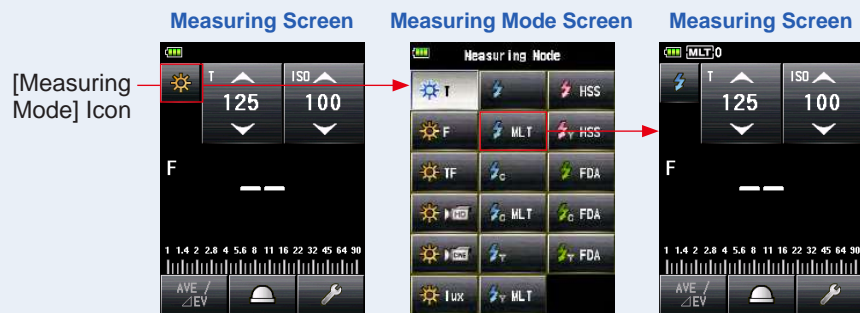 Measuring Screen
Measuring Mode Screen
Measuring Screen
[Measuring Mode] Icon
T
125
ISO
100
F
1 1.4 2 2.8 4 5.6 8 11 16 22 32 45 64 90
AVE /
⊿EV
Measuring Mode
T
HSS
F
MLT
Y HSS
TF
C
FDA
HD
C MLT
C FDA
CINE
Y
Y FDA
lux
Y MLT
MLT 0
T
125
ISO
100
F
1 1.4 2 2.8 4 5.6 8 11 16 22 32 45 64 90
AVE /
⊿EV